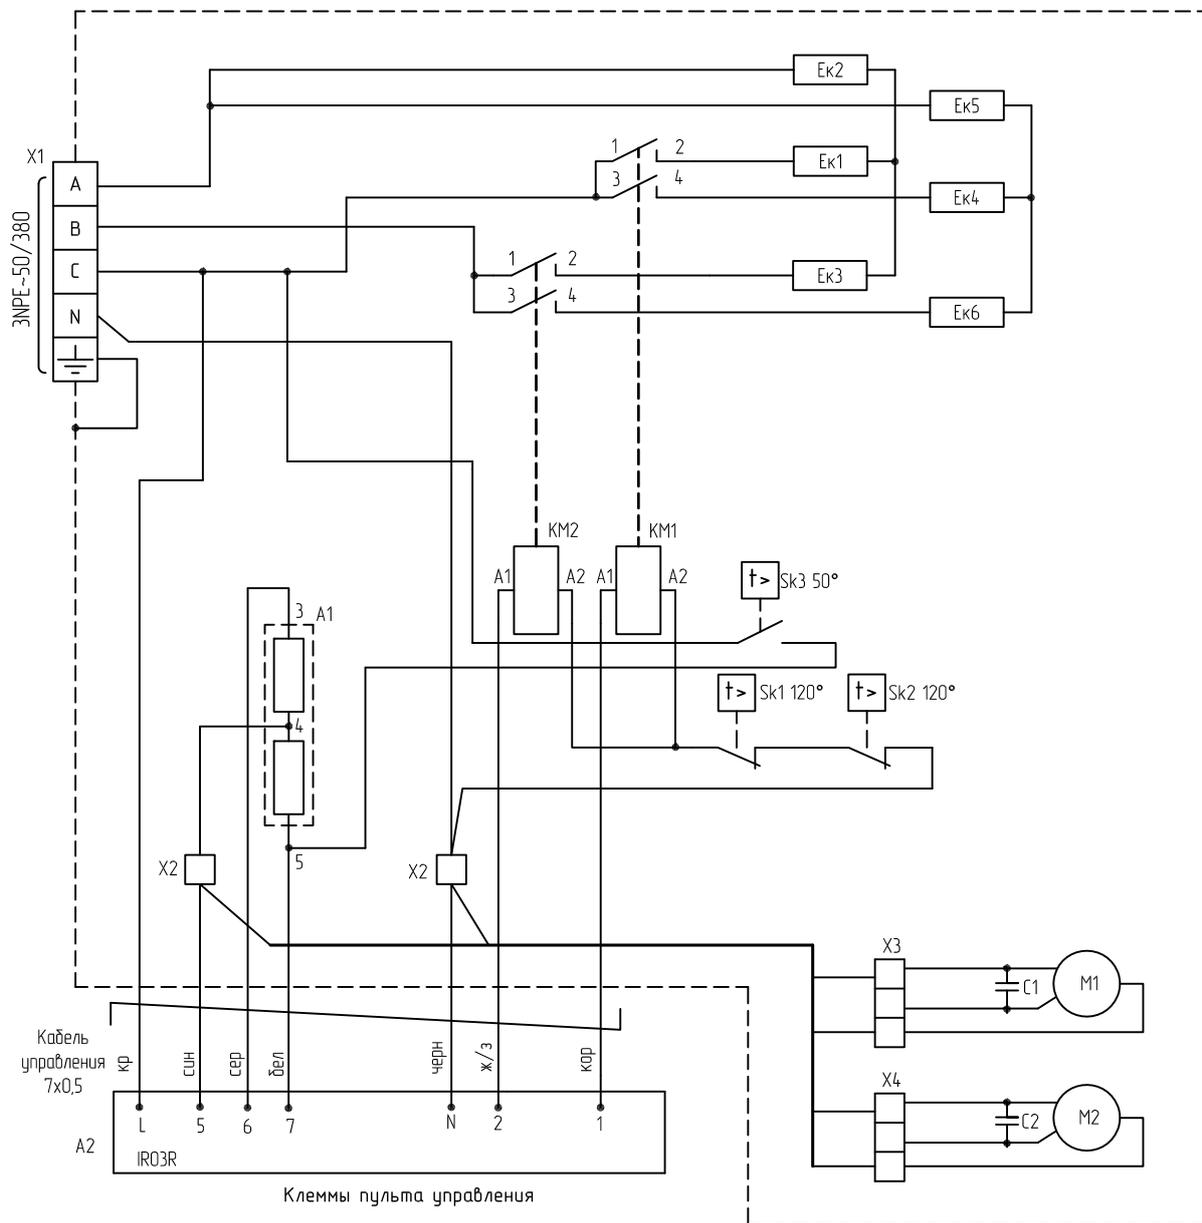 Ек2
Ек5
X1
1 2
Ек1
A
3 4
Ек4
B
3NPE~50/380
1 2
C
Ек3
3 4
N
Ек6
KM2
KM1
A1 A2 A1 A2
t> Sk3 50°
3 A1
t> Sk1 120°
t> Sk2 120°
4
5
X2
X2
X3
C1
M1
Кабель
управления
7x0,5
кр
син
сер
бел
черн
ж/з
кор
X4
C2
M2
L 5 6 7 N 2 1
A2
IR03R
Клеммы пульта управления